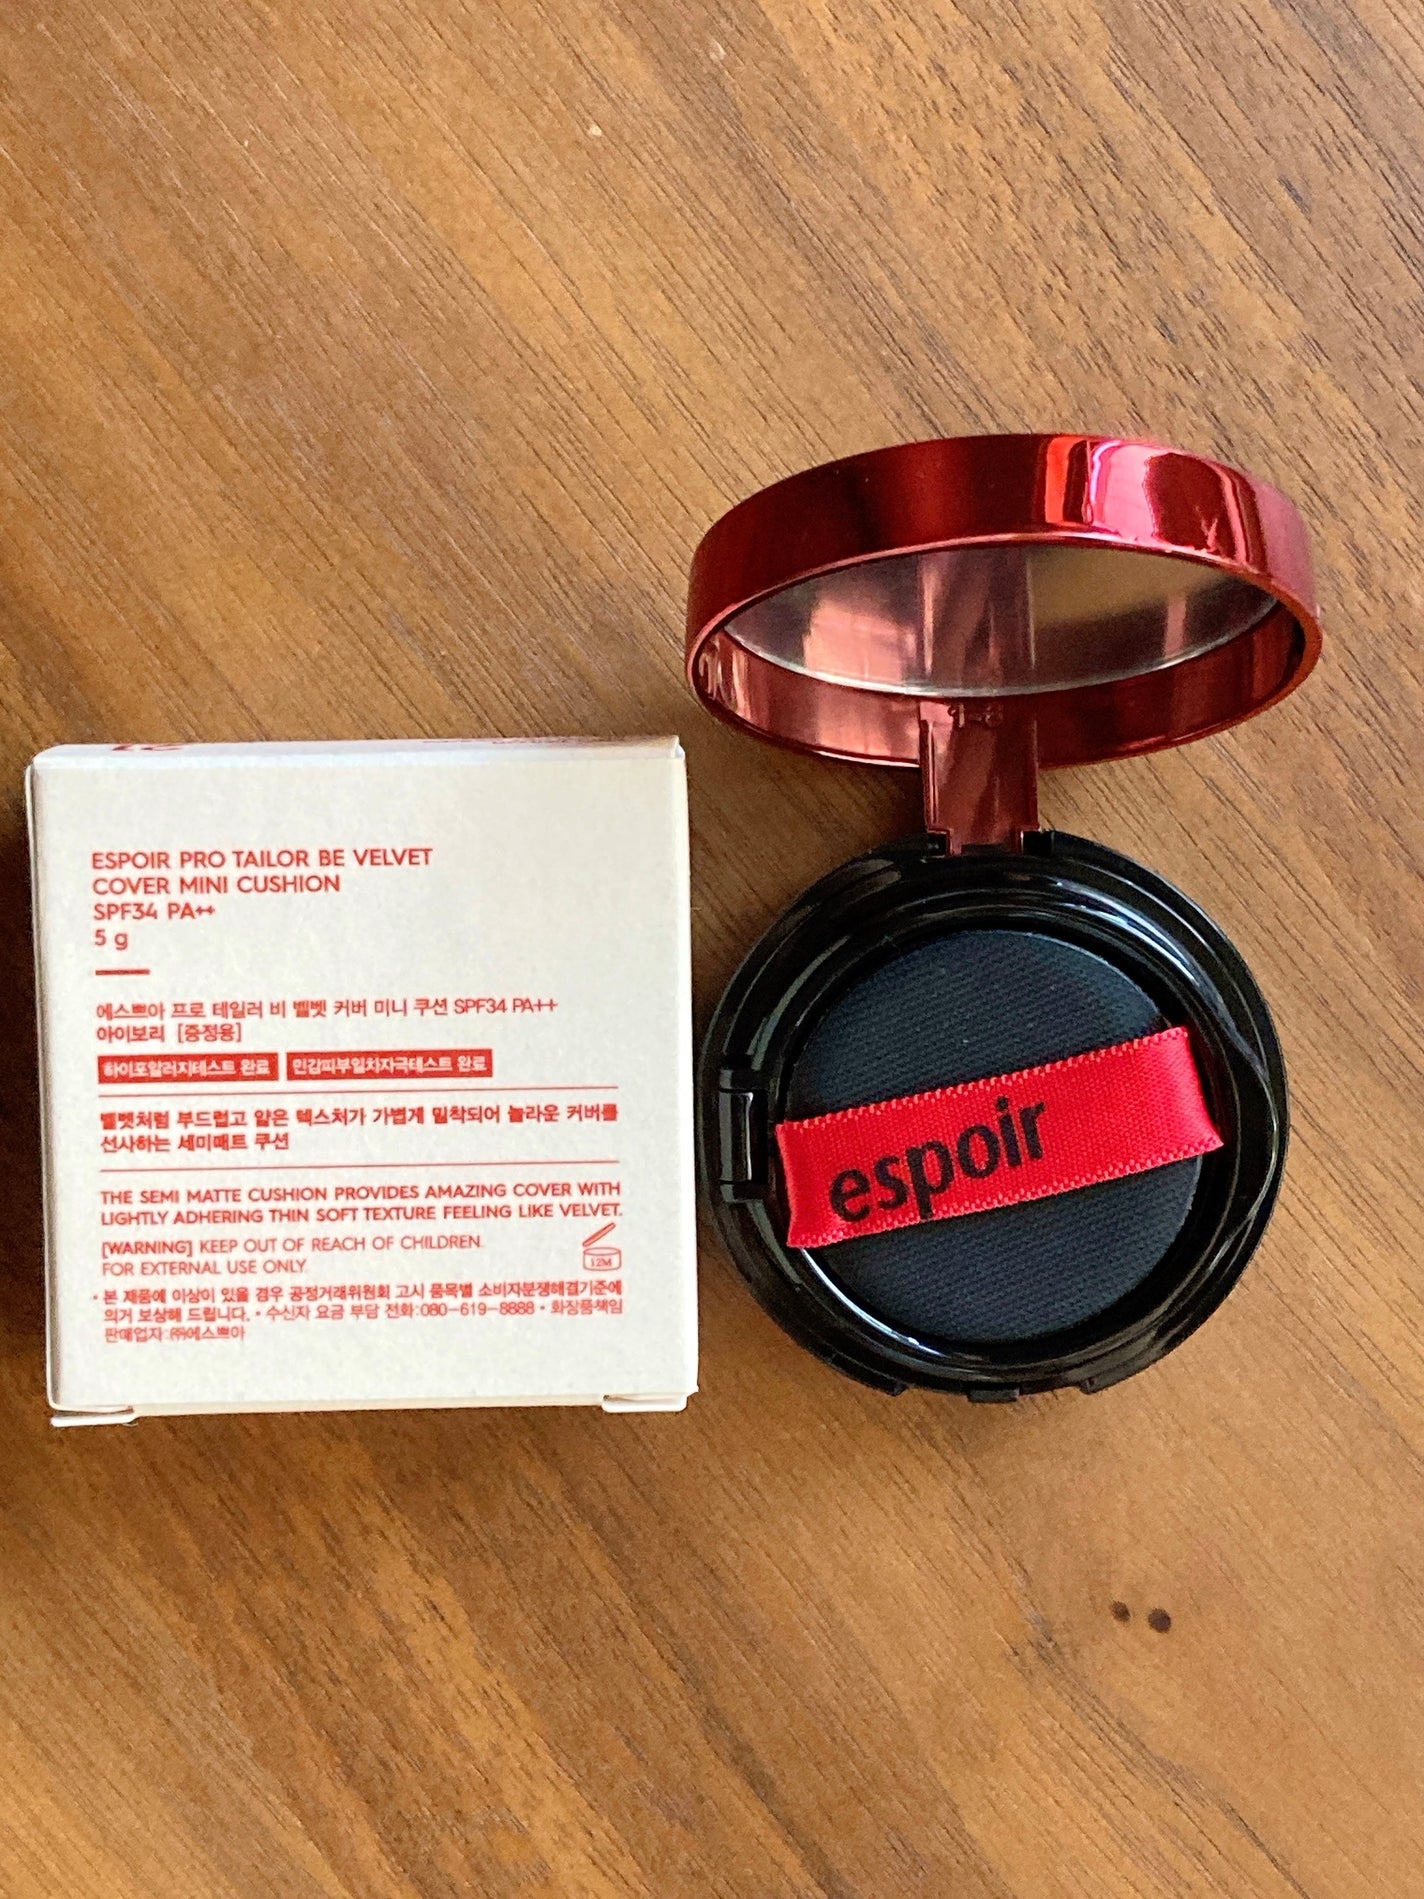 ESPOIR PRO TAILOR BE VELVET
COVER MINI CUSHION
SPF34 PA++
5 g
에스쁘아 프로 테일러 비 벨벳 커버 미니 쿠션 SPF34 PA++
아이보리 [증정용]
하이포알러지테스트 완료 민감피부일차자극테스트 완료
벨벳처럼 부드럽고 얇은 텍스처가 가볍게 밀착되어 놀라운 커버를
선사하는 세미매트 쿠션
THE SEMI MATTE CUSHION PROVIDES AMAZING COVER WITH
LIGHTLY ADHERING THIN SOFT TEXTURE FEELING LIKE VELVET.
[WARNING] KEEP OUT OF REACH OF CHILDREN.
FOR EXTERNAL USE ONLY
12M
• 본 제품에 이상이 있을 경우 공정거래위원회 고시 품목별 소비자분쟁해결기준에
의거 보상해 드립니다. • 수신자 요금 부담 전화:080-619-8888 • 화장품책임
판매업자:㈜에스쁘아
espoir